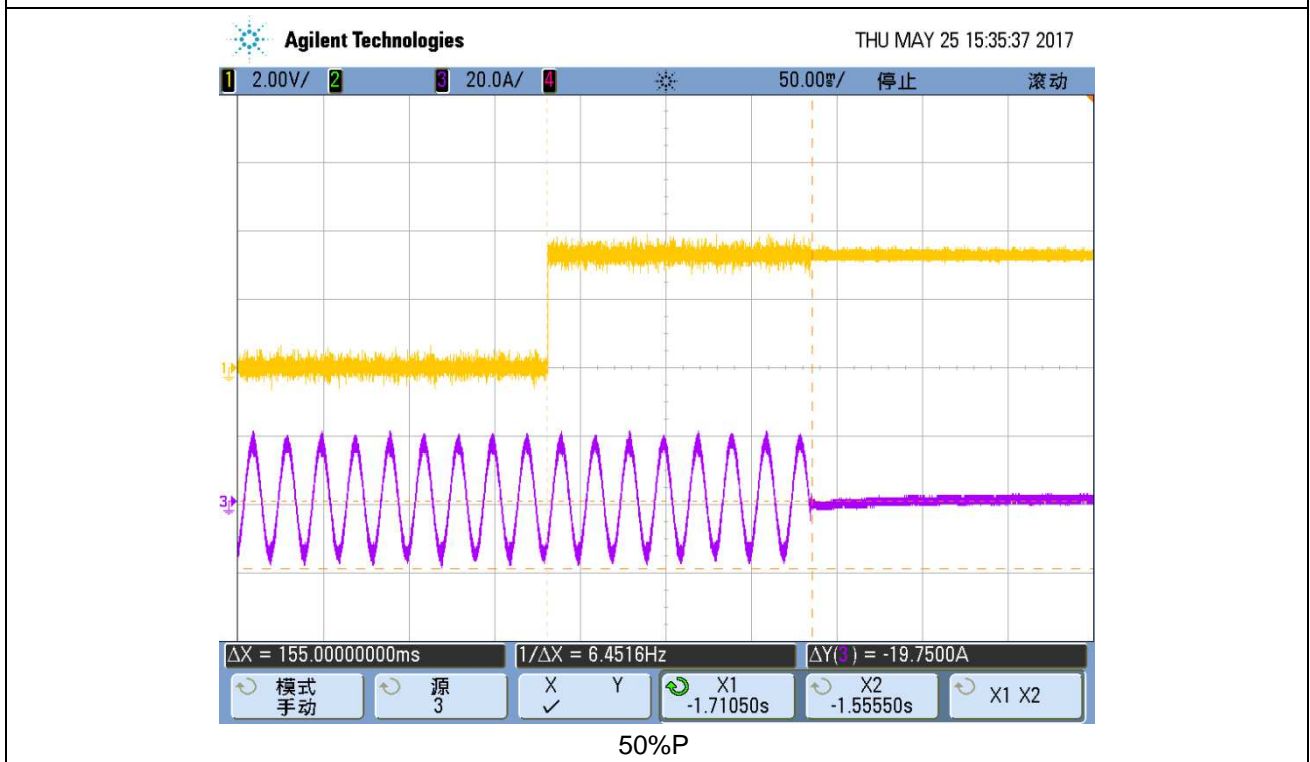 Agilent Technologies THU MAY 25 15:35:37 2017
1 2.00V/ 2 3 20.0A/ 4 50.00ms/ 停止 滚动
1
3
ΔX = 155.00000000ms 1/ΔX = 6.4516Hz ΔY(3) = -19.7500A
模式 源 X Y X1 X2 X1 X2
手动 3 ✓ -1.71050s -1.55550s
50%P